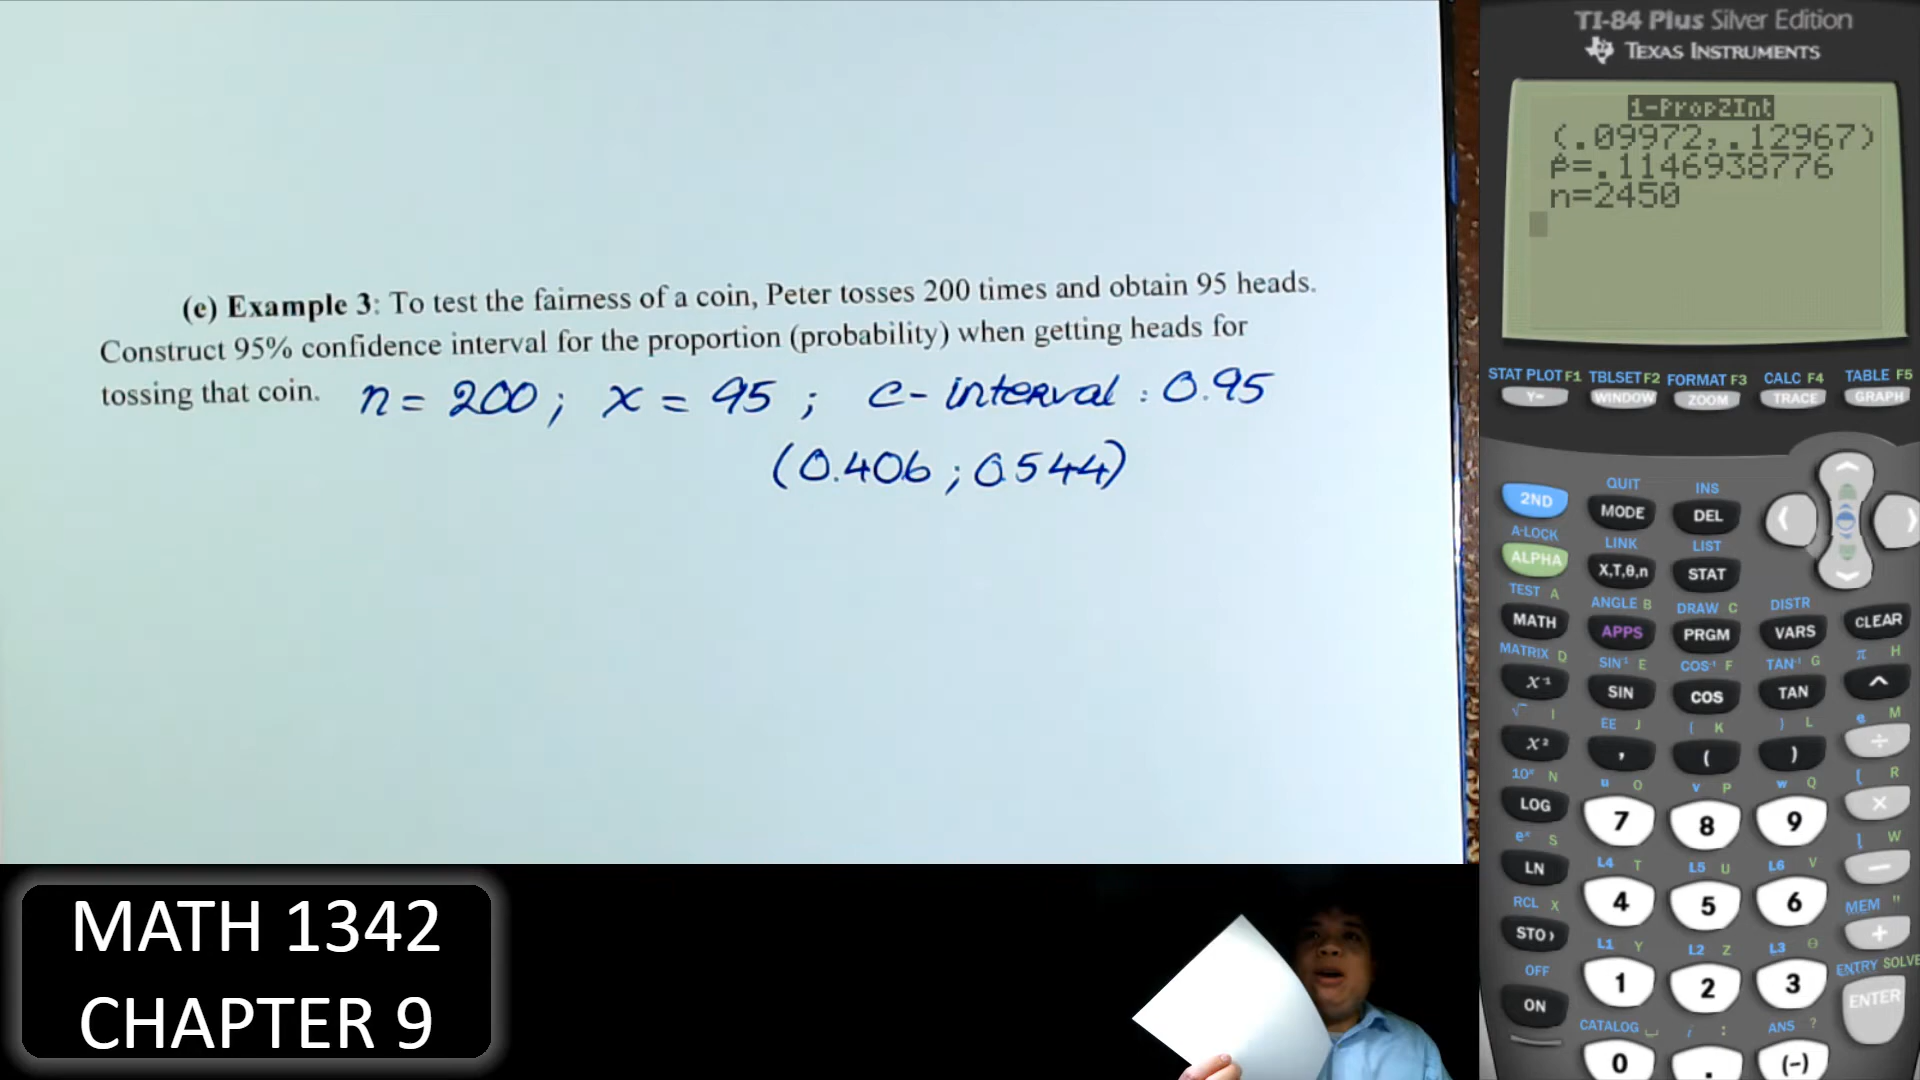 (e) Example 3: To test the fairness of a coin, Peter tosses 200 times and obtain 95 heads.
Construct 95% confidence interval for the proportion (probability) when getting heads for
tossing that coin. n = 200 ; x = 95 ; c-interval : 0.95
(0.406 ; 0.544)
MATH 1342
CHAPTER 9
TI-84 Plus Silver Edition
TEXAS INSTRUMENTS
1-PropZInt
(.09972,.12967)
p̂=.1146938776
n=2450
STAT PLOT F1 TBLSET F2 FORMAT F3 CALC F4 TABLE F5
Y= WINDOW ZOOM TRACE GRAPH
QUIT INS
2ND MODE DEL
A-LOCK LINK LIST
ALPHA X,T,θ,n STAT
TEST A ANGLE B DRAW C DISTR
MATH APPS PRGM VARS CLEAR
MATRIX D SIN⁻¹ E COS⁻¹ F TAN⁻¹ G π H
x⁻¹ SIN COS TAN ^
√ I EE J { K } L e M
x² , ( ) ÷
10ˣ N u O v P w Q [ R
LOG 7 8 9 ×
eˣ S L4 T L5 U L6 V ] W
LN 4 5 6 −
RCL X L1 Y L2 Z L3 θ MEM "
STO› 1 2 3 +
OFF CATALOG ⎵ i : ANS ? ENTRY SOLVE
ON 0 . (-) ENTER